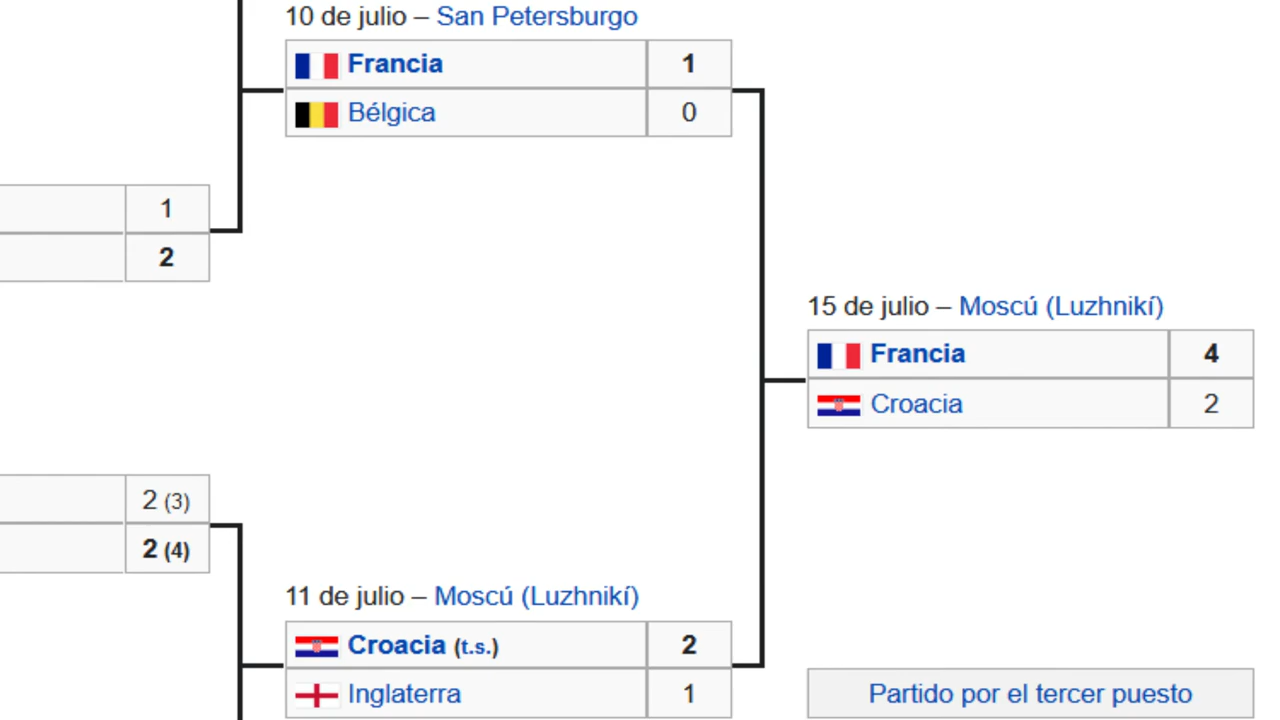 10 de julio – San Petersburgo
Francia 1
Bélgica 0
1
2
15 de julio – Moscú (Luzhnikí)
Francia 4
Croacia 2
2 (3)
2 (4)
11 de julio – Moscú (Luzhnikí)
Croacia (t.s.) 2
Inglaterra 1
Partido por el tercer puesto